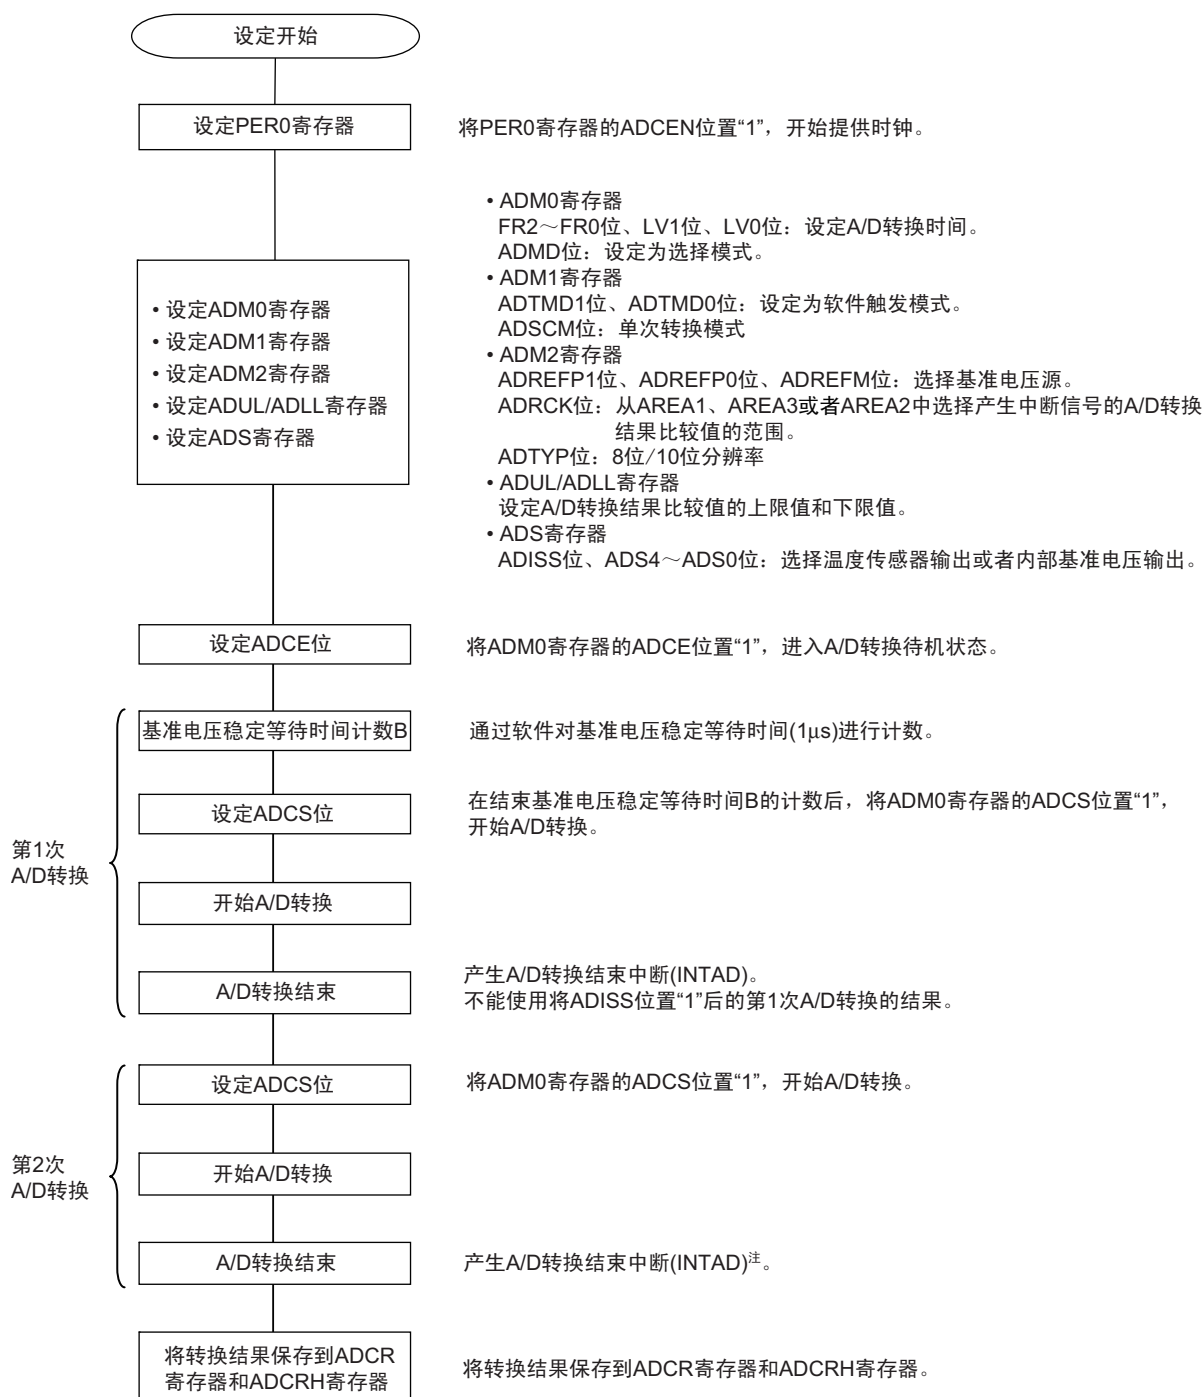 设定开始
设定PER0寄存器
将PER0寄存器的ADCEN位置“1”，开始提供时钟。
• 设定ADM0寄存器
• 设定ADM1寄存器
• 设定ADM2寄存器
• 设定ADUL/ADLL寄存器
• 设定ADS寄存器
• ADM0寄存器
FR2～FR0位、LV1位、LV0位：设定A/D转换时间。
ADMD位：设定为选择模式。
• ADM1寄存器
ADTMD1位、ADTMD0位：设定为软件触发模式。
ADSCM位：单次转换模式
• ADM2寄存器
ADREFP1位、ADREFP0位、ADREFM位：选择基准电压源。
ADRCK位：从AREA1、AREA3或者AREA2中选择产生中断信号的A/D转换
结果比较值的范围。
ADTYP位：8位/10位分辨率
• ADUL/ADLL寄存器
设定A/D转换结果比较值的上限值和下限值。
• ADS寄存器
ADISS位、ADS4～ADS0位：选择温度传感器输出或者内部基准电压输出。
设定ADCE位
将ADM0寄存器的ADCE位置“1”，进入A/D转换待机状态。
第1次
A/D转换
基准电压稳定等待时间计数B
通过软件对基准电压稳定等待时间(1μs)进行计数。
设定ADCS位
在结束基准电压稳定等待时间B的计数后，将ADM0寄存器的ADCS位置“1”，
开始A/D转换。
开始A/D转换
A/D转换结束
产生A/D转换结束中断(INTAD)。
不能使用将ADISS位置“1”后的第1次A/D转换的结果。
第2次
A/D转换
设定ADCS位
将ADM0寄存器的ADCS位置“1”，开始A/D转换。
开始A/D转换
A/D转换结束
产生A/D转换结束中断(INTAD)注。
将转换结果保存到ADCR
寄存器和ADCRH寄存器
将转换结果保存到ADCR寄存器和ADCRH寄存器。